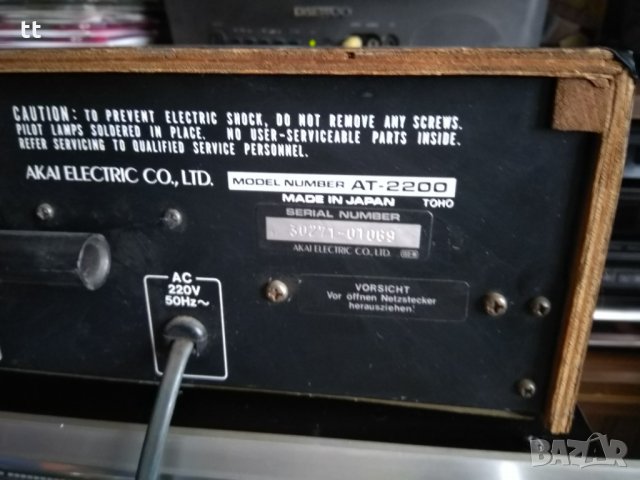 tt
DAEWOO
CAUTION: TO PREVENT ELECTRIC SHOCK, DO NOT REMOVE ANY SCREWS.
PILOT LAMPS SOLDERED IN PLACE. NO USER-SERVICEABLE PARTS INSIDE.
REFER SERVICING TO QUALIFIED SERVICE PERSONNEL.
AKAI ELECTRIC CO., LTD. MODEL NUMBER AT-2200
MADE IN JAPAN TOHO
SERIAL NUMBER
30271-01069
AKAI ELECTRIC CO., LTD.
AC
220V
50Hz~
VORSICHT
Vor öffnen Netzstecker
herausziehen!
BAZAR